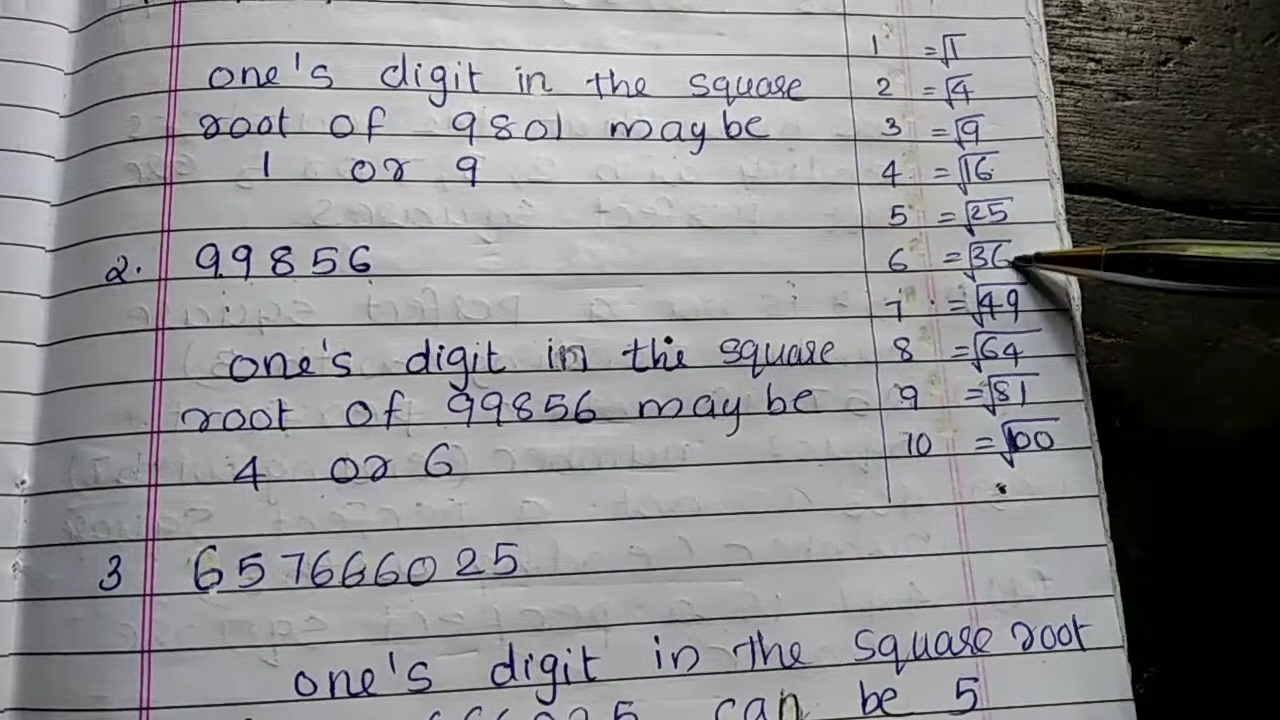 one's digit in the square
root of 9801 may be
1 or 9
2. 99856
one's digit in the square
root of 99856 may be
4 or 6
3 657666025
one's digit in the square root
can be 5
1 = √1
2 = √4
3 = √9
4 = √16
5 = √25
6 = √36
7 = √49
8 = √64
9 = √81
10 = √100